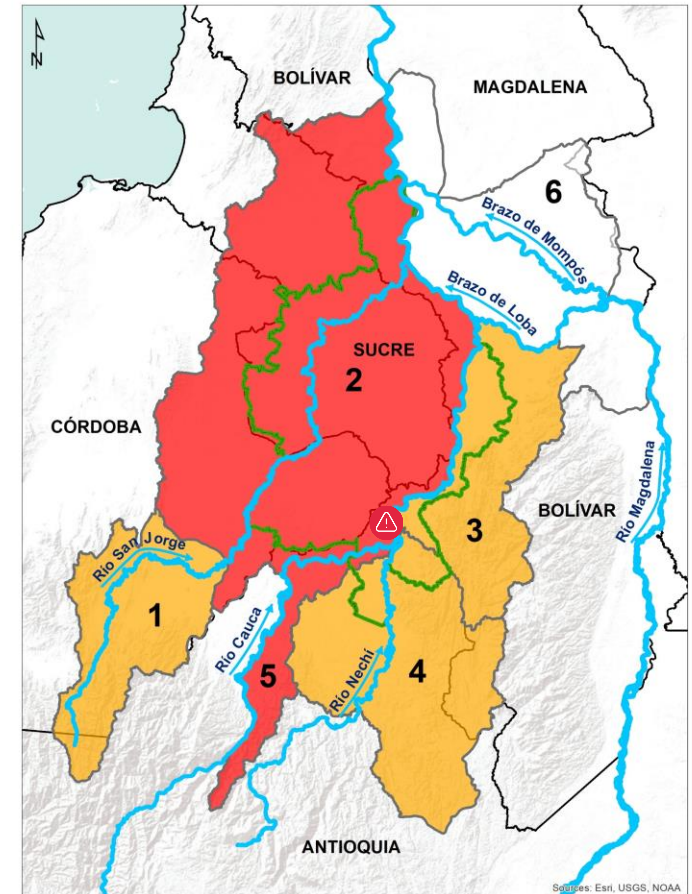 N
BOLÍVAR
MAGDALENA
6
Brazo de Mompós
Brazo de Loba
SUCRE
2
CÓRDOBA
Río Magdalena
BOLÍVAR
3
Río San Jorge
1
Río Cauca
5
Río Nechí
4
ANTIOQUIA
Sources: Esri, USGS, NOAA